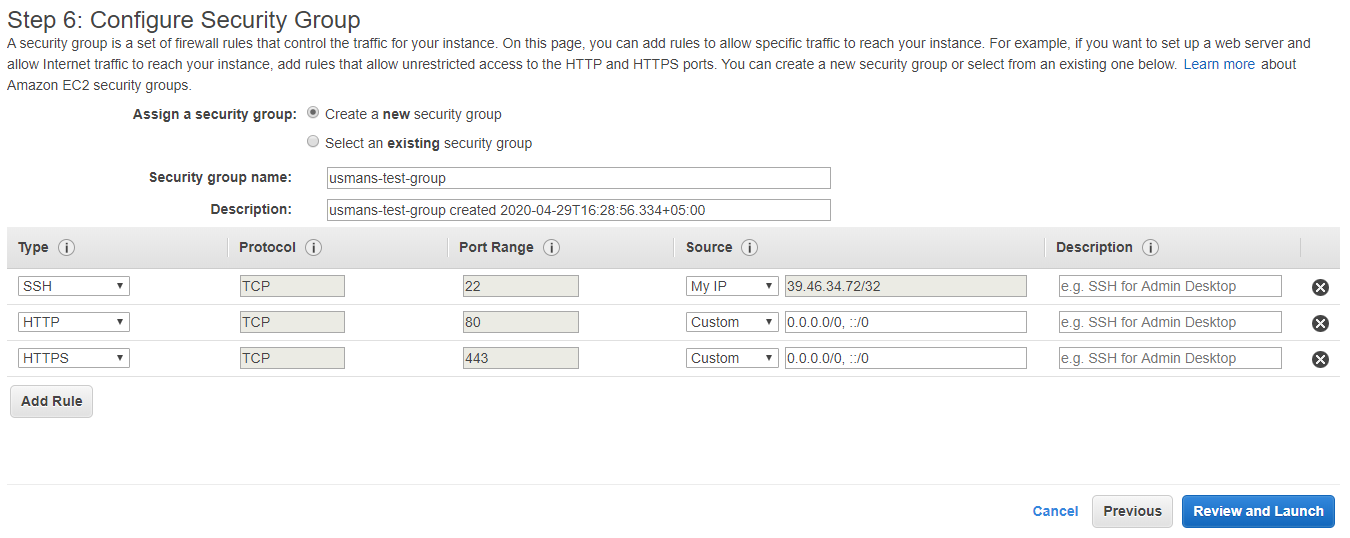 Step 6: Configure Security Group
A security group is a set of firewall rules that control the traffic for your instance. On this page, you can add rules to allow specific traffic to reach your instance. For example, if you want to set up a web server and
allow Internet traffic to reach your instance, add rules that allow unrestricted access to the HTTP and HTTPS ports. You can create a new security group or select from an existing one below. Learn more about
Amazon EC2 security groups.
Assign a security group: Create a new security group
Select an existing security group
Security group name: usmans-test-group
Description: usmans-test-group created 2020-04-29T16:28:56.334+05:00
Type i Protocol i Port Range i Source i Description i
SSH TCP 22 My IP 39.46.34.72/32 e.g. SSH for Admin Desktop
HTTP TCP 80 Custom 0.0.0.0/0, ::/0 e.g. SSH for Admin Desktop
HTTPS TCP 443 Custom 0.0.0.0/0, ::/0 e.g. SSH for Admin Desktop
Add Rule
Cancel Previous Review and Launch